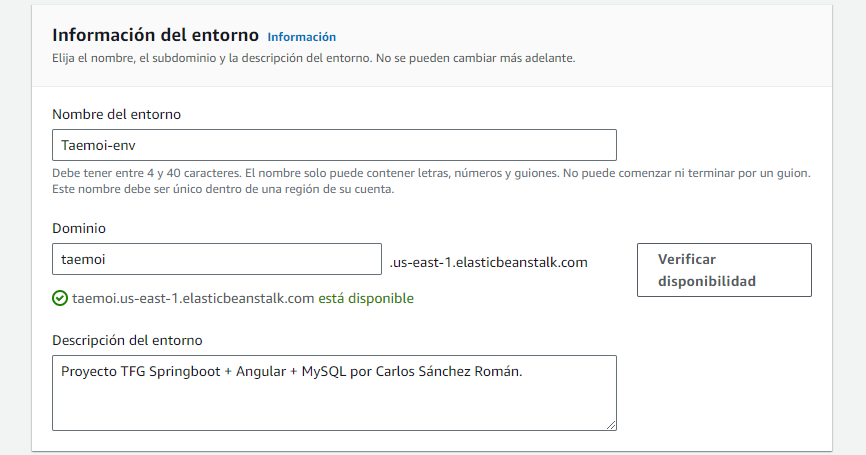 Información del entorno Información
Elija el nombre, el subdominio y la descripción del entorno. No se pueden cambiar más adelante.
Nombre del entorno
Taemoi-env
Debe tener entre 4 y 40 caracteres. El nombre solo puede contener letras, números y guiones. No puede comenzar ni terminar por un guion.
Este nombre debe ser único dentro de una región de su cuenta.
Dominio
taemoi
.us-east-1.elasticbeanstalk.com
Verificar
disponibilidad
taemoi.us-east-1.elasticbeanstalk.com está disponible
Descripción del entorno
Proyecto TFG Springboot + Angular + MySQL por Carlos Sánchez Román.